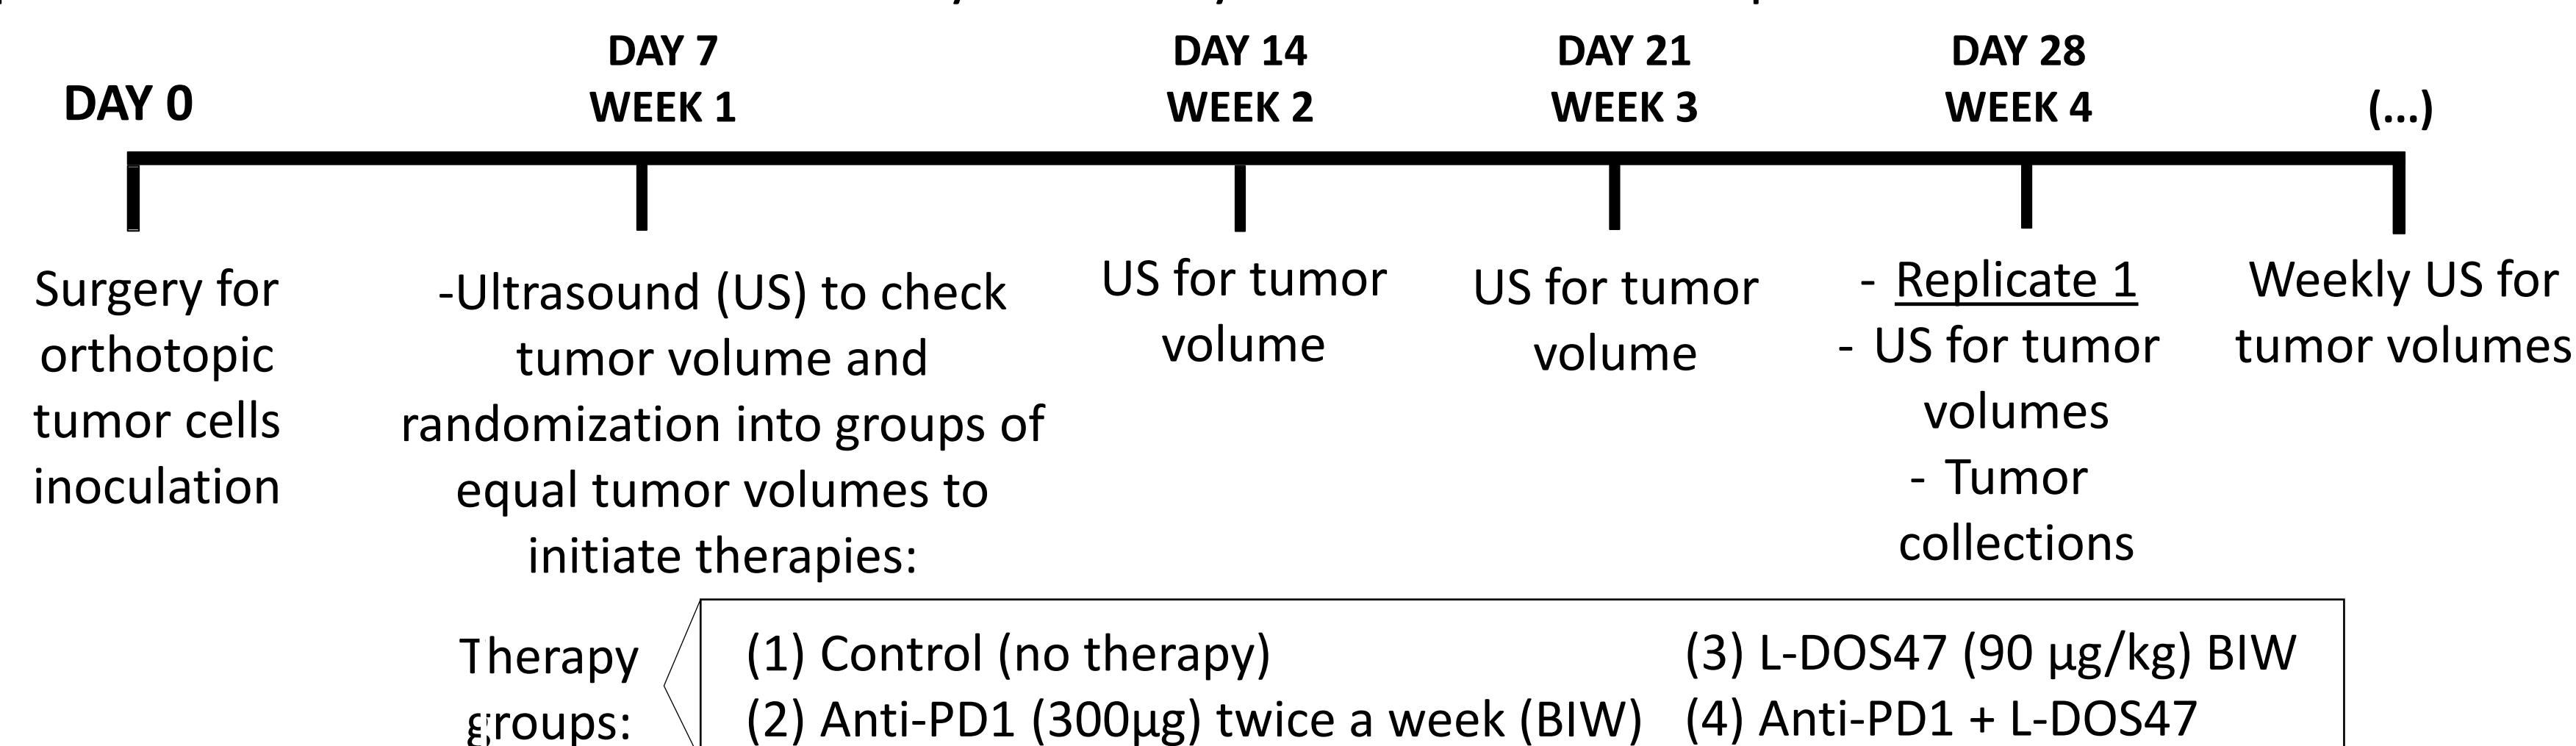 DAY 0
DAY 7
WEEK 1
DAY 14
WEEK 2
DAY 21
WEEK 3
DAY 28
WEEK 4
(...)
Surgery for
orthotopic
tumor cells
inoculation
-Ultrasound (US) to check
tumor volume and
randomization into groups of
equal tumor volumes to
initiate therapies:
US for tumor
volume
US for tumor
volume
- Replicate 1
- US for tumor
volumes
- Tumor
collections
Weekly US for
tumor volumes
Therapy
groups:
(1) Control (no therapy)
(2) Anti-PD1 (300µg) twice a week (BIW)
(3) L-DOS47 (90 µg/kg) BIW
(4) Anti-PD1 + L-DOS47